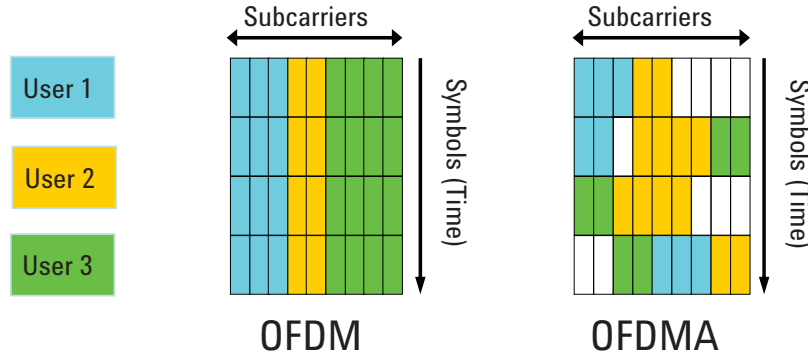 Subcarriers
Subcarriers
User 1
User 2
User 3
Symbols (Time)
Symbols (Time)
OFDM
OFDMA